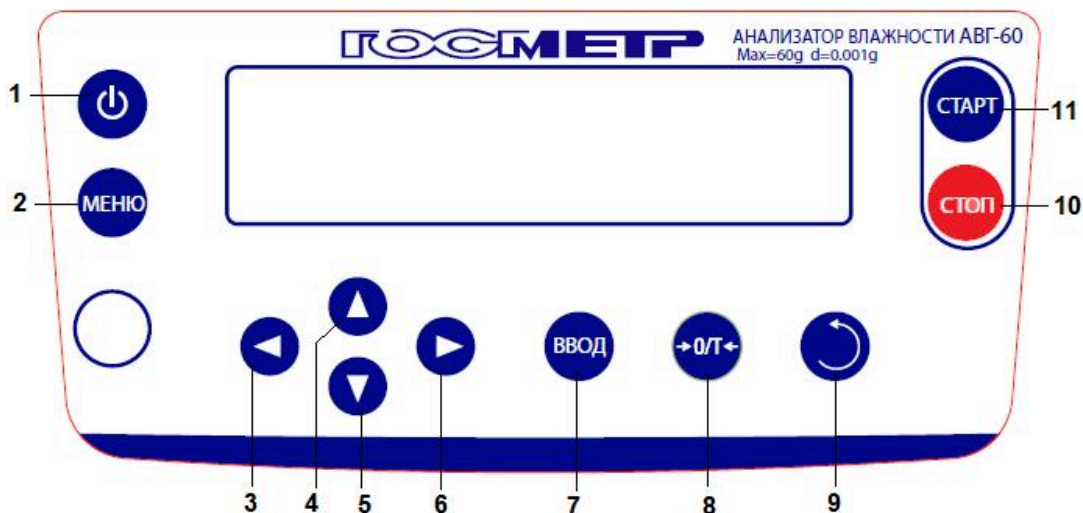 ГОСМЕТР
АНАЛИЗАТОР ВЛАЖНОСТИ АВГ-60
Max=60g d=0.001g
1
СТАРТ
11
2
МЕНЮ
СТОП
10
ВВОД
→0/T←
3
4
5
6
7
8
9